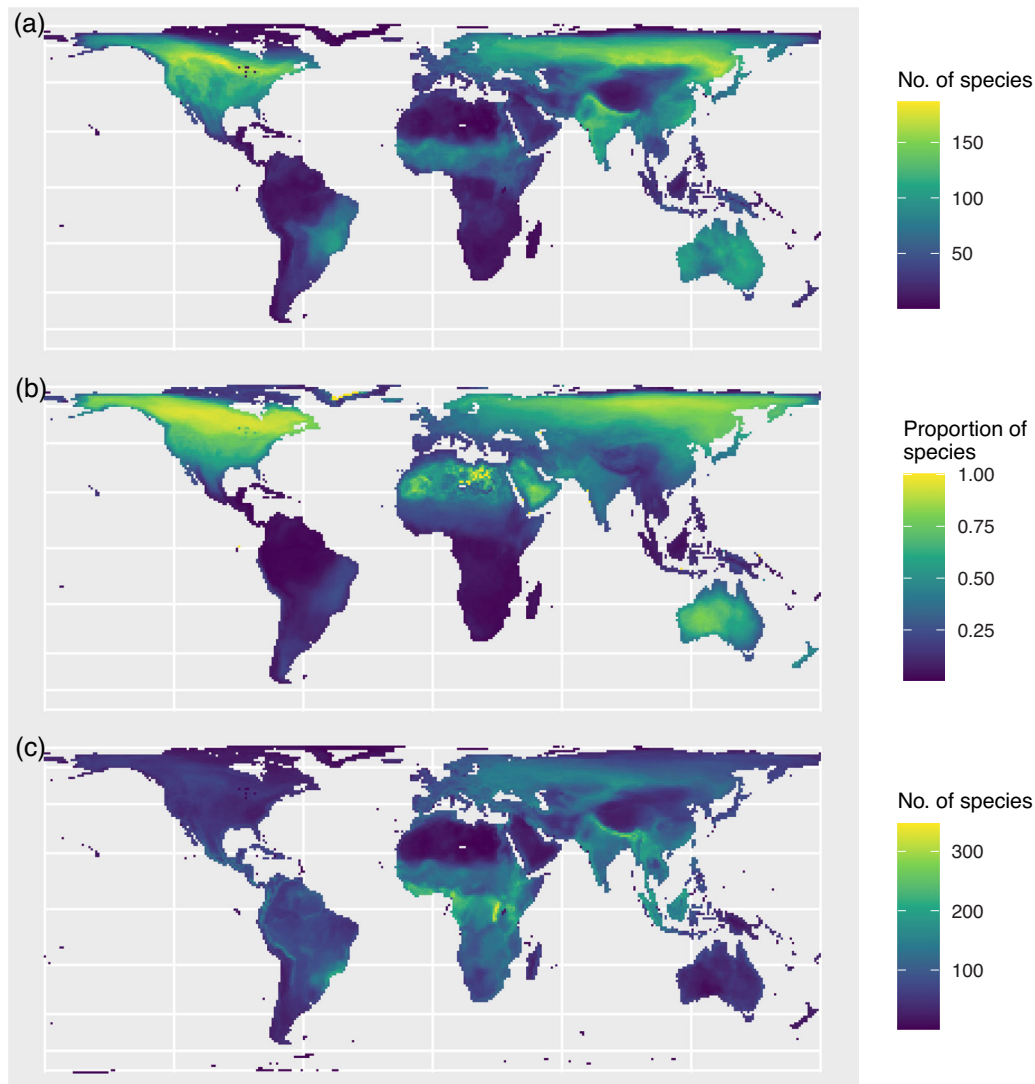 (a)
No. of species
150
100
50
(b)
Proportion of
species
1.00
0.75
0.50
0.25
(c)
No. of species
300
200
100